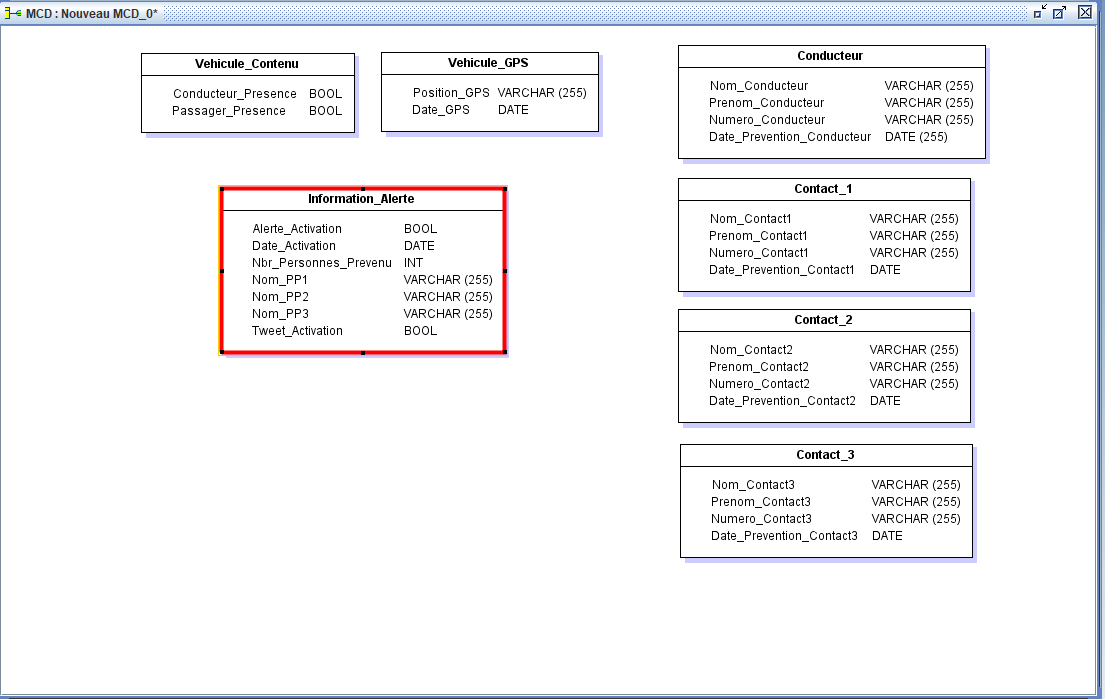 MCD : Nouveau MCD_0*
Vehicule_Contenu
Conducteur_Presence BOOL
Passager_Presence BOOL
Vehicule_GPS
Position_GPS VARCHAR (255)
Date_GPS DATE
Conducteur
Nom_Conducteur VARCHAR (255)
Prenom_Conducteur VARCHAR (255)
Numero_Conducteur VARCHAR (255)
Date_Prevention_Conducteur DATE (255)
Information_Alerte
Alerte_Activation BOOL
Date_Activation DATE
Nbr_Personnes_Prevenu INT
Nom_PP1 VARCHAR (255)
Nom_PP2 VARCHAR (255)
Nom_PP3 VARCHAR (255)
Tweet_Activation BOOL
Contact_1
Nom_Contact1 VARCHAR (255)
Prenom_Contact1 VARCHAR (255)
Numero_Contact1 VARCHAR (255)
Date_Prevention_Contact1 DATE
Contact_2
Nom_Contact2 VARCHAR (255)
Prenom_Contact2 VARCHAR (255)
Numero_Contact2 VARCHAR (255)
Date_Prevention_Contact2 DATE
Contact_3
Nom_Contact3 VARCHAR (255)
Prenom_Contact3 VARCHAR (255)
Numero_Contact3 VARCHAR (255)
Date_Prevention_Contact3 DATE